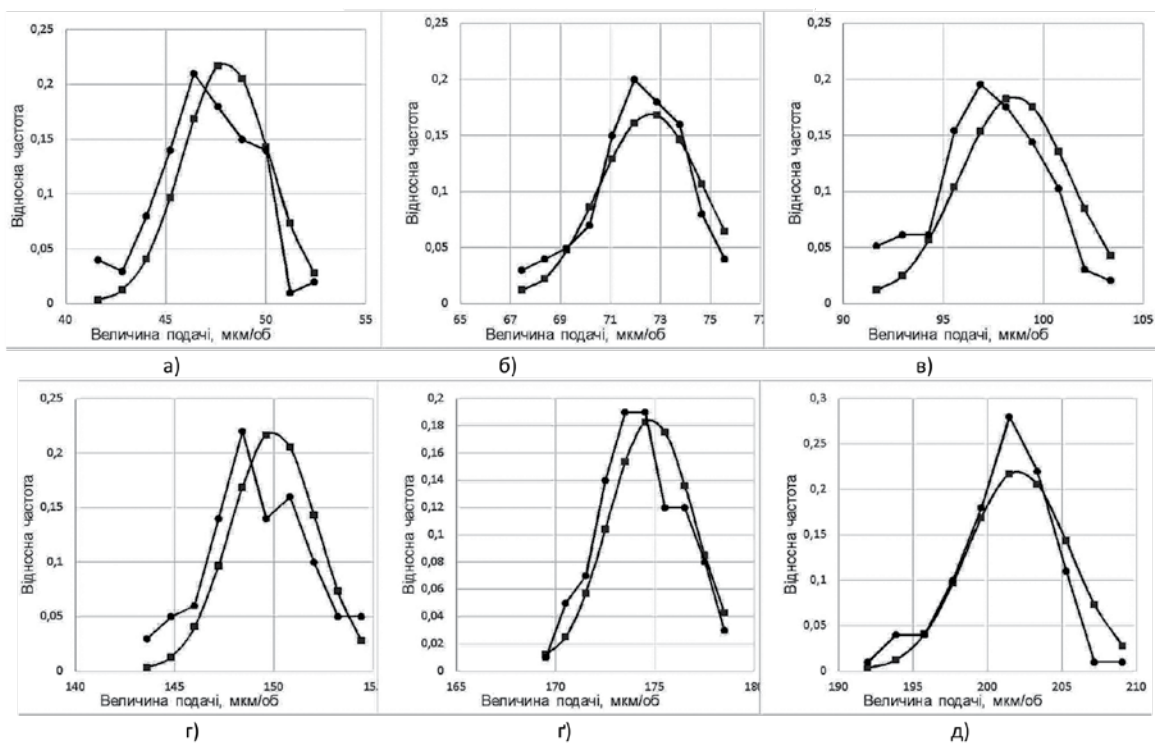 0,25
0,2
0,15
0,1
0,05
0
Відносна частота
40 45 50 55
Величина подачі, мкм/об
а)
0,25
0,2
0,15
0,1
0,05
0
Відносна частота
65 67 69 71 73 75 77
Величина подачі, мкм/об
б)
0,25
0,2
0,15
0,1
0,05
0
Відносна частота
90 95 100 105
Величина подачі, мкм/об
в)
0,25
0,2
0,15
0,1
0,05
0
Відносна частота
140 145 150 15
Величина подачі, мкм/об
г)
0,2
0,18
0,16
0,14
0,12
0,1
0,08
0,06
0,04
0,02
0
Відносна частота
165 170 175 180
Величина подачі, мкм/об
ґ)
0,3
0,25
0,2
0,15
0,1
0,05
0
Відносна частота
190 195 200 205 210
Величина подачі, мкм/об
д)